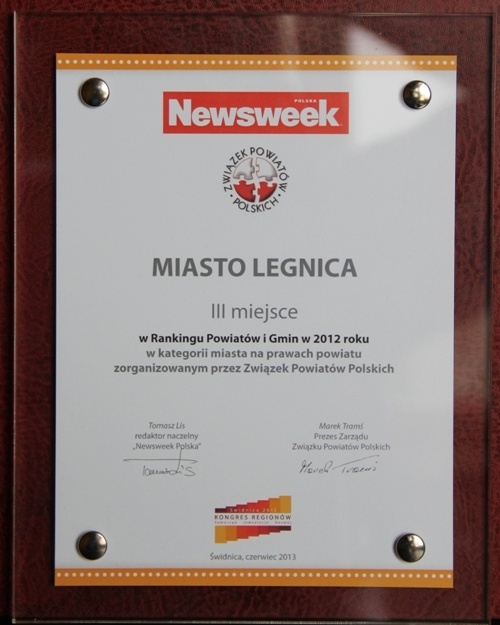 POLSKA
Newsweek
ZWIĄZEK POWIATÓW
POLSKICH
MIASTO LEGNICA
III miejsce
w Rankingu Powiatów i Gmin w 2012 roku
w kategorii miasta na prawach powiatu
zorganizowanym przez Związek Powiatów Polskich
Tomasz Lis
redaktor naczelny
„Newsweek Polska"
Marek Tramś
Prezes Zarządu
Związku Powiatów Polskich
Świdnica 2013
KONGRES REGIONÓW
Świdnica, czerwiec 2013